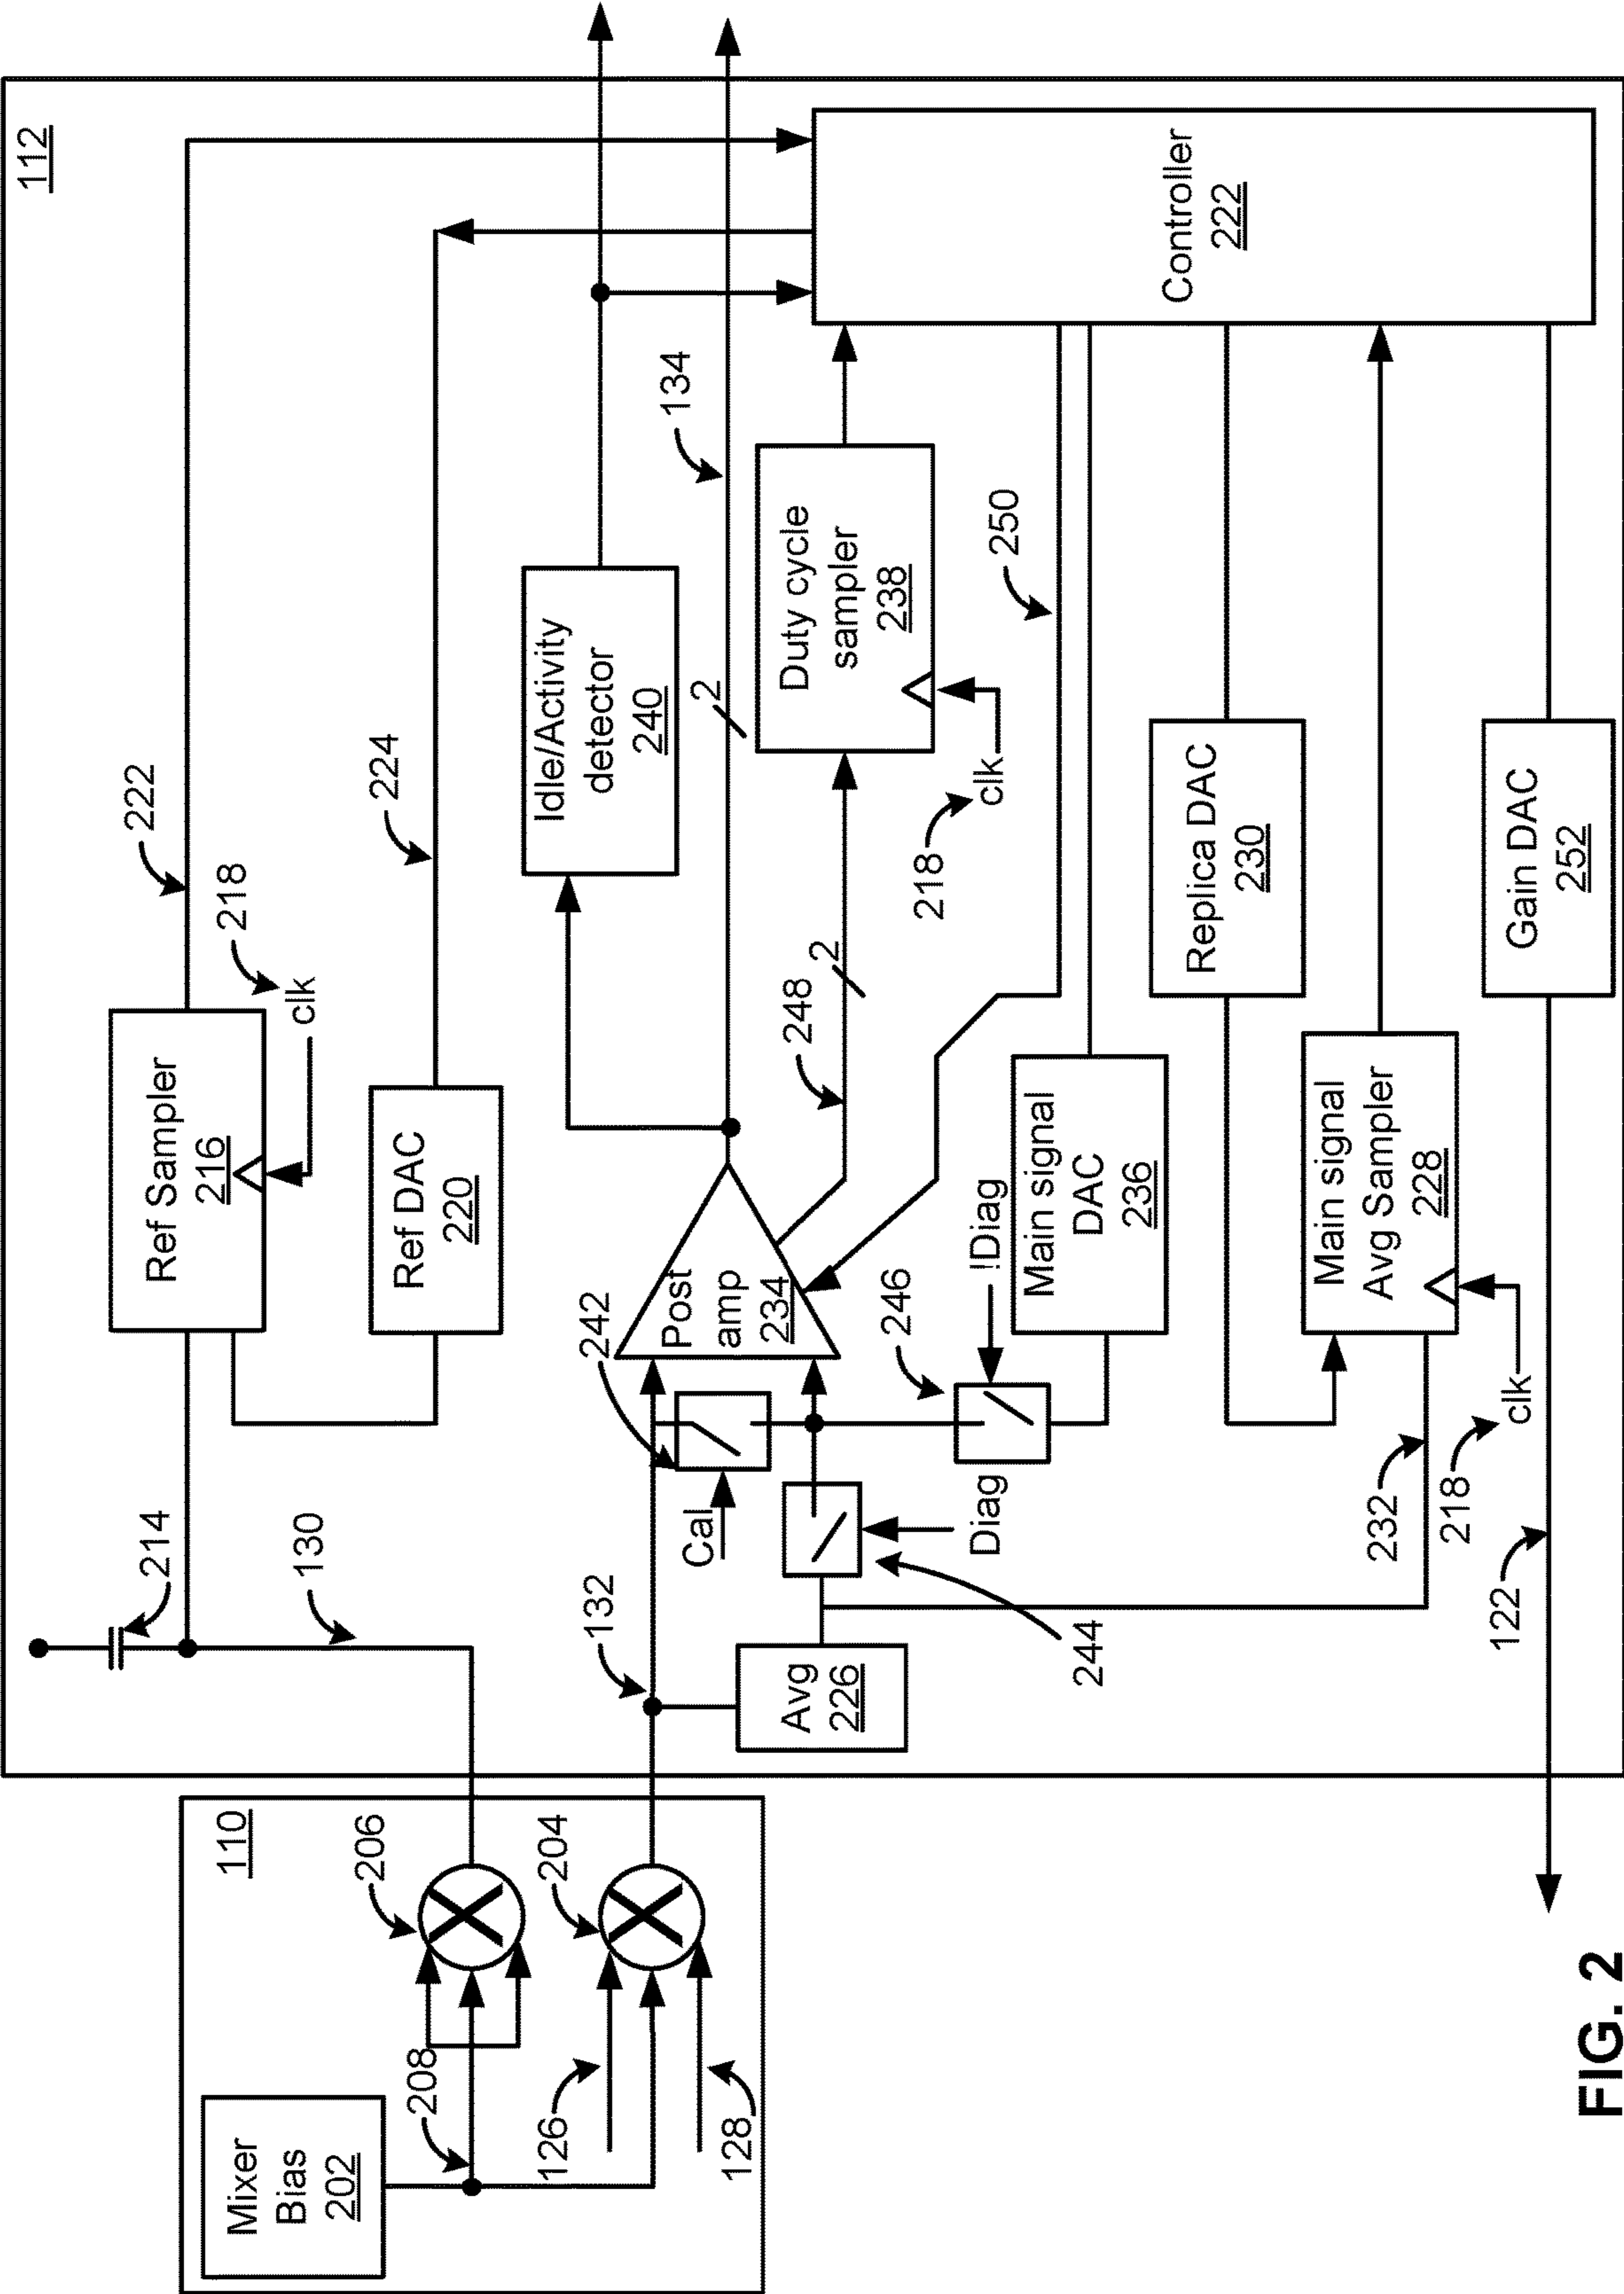 112
222
218
clk
Ref Sampler
216
224
Ref DAC
220
214
130
Idle/Activity
detector
240
134
2
Duty cycle
sampler
238
218
clk
248
2
250
Controller
222
Post
amp
234
242
Cal
132
Avg
226
244
Diag
246
!Diag
Main signal
DAC
236
Replica DAC
230
Main signal
Avg Sampler
228
232
218
clk
Gain DAC
252
122
110
206
204
208
126
128
Mixer
Bias
202
FIG. 2